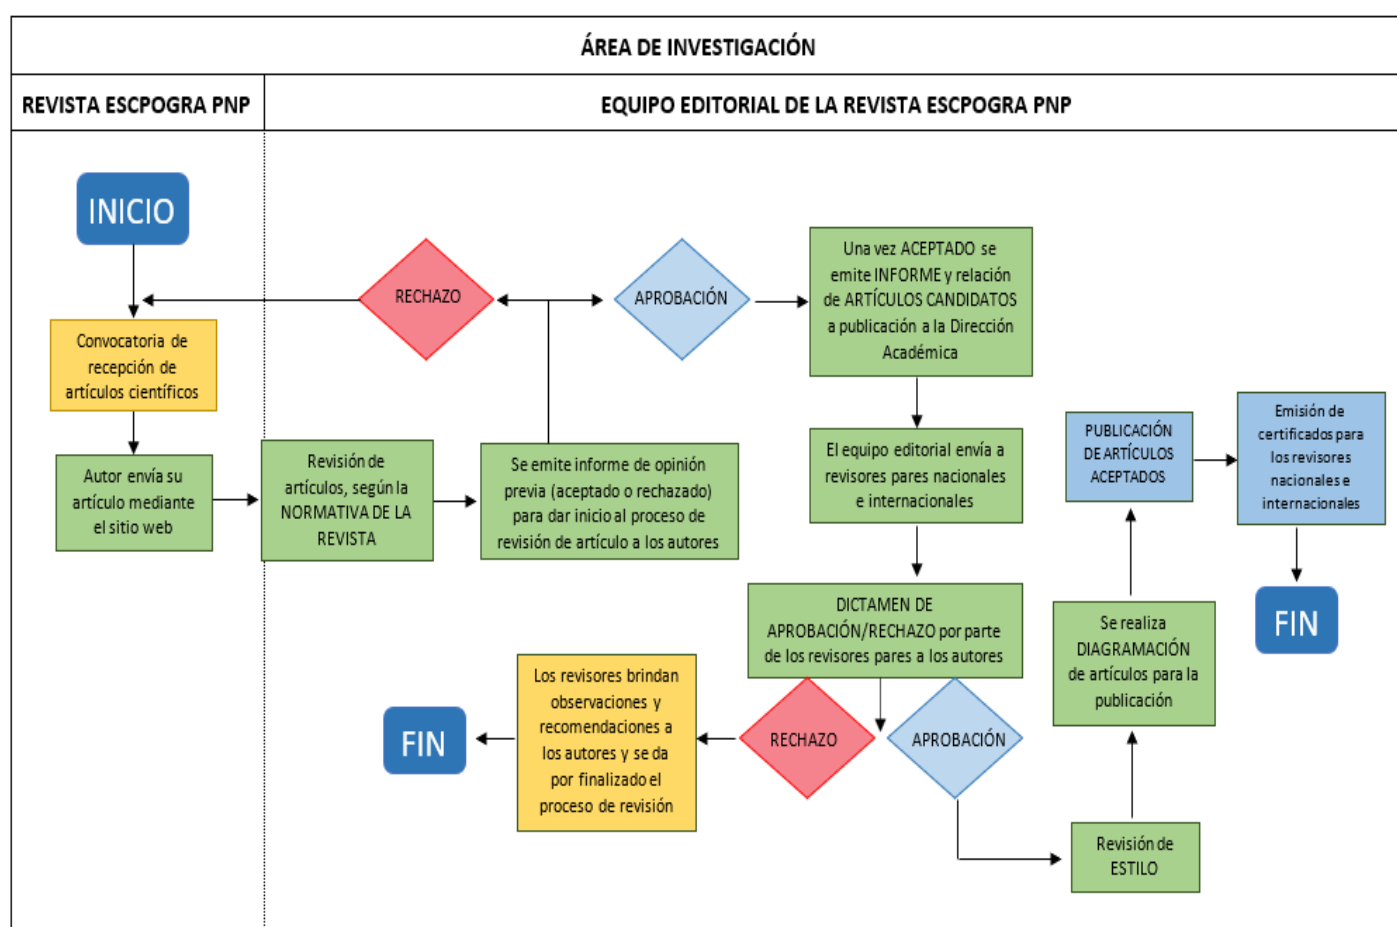 ÁREA DE INVESTIGACIÓN
REVISTA ESCPOGRA PNP
EQUIPO EDITORIAL DE LA REVISTA ESCPOGRA PNP
INICIO
Convocatoria de
recepción de
artículos científicos
Autor envía su
artículo mediante
el sitio web
Revisión de
artículos, según la
NORMATIVA DE LA
REVISTA
Se emite informe de opinión
previa (aceptado o rechazado)
para dar inicio al proceso de
revisión de artículo a los autores
RECHAZO
APROBACIÓN
Una vez ACEPTADO se
emite INFORME y relación
de ARTÍCULOS CANDIDATOS
a publicación a la Dirección
Académica
El equipo editorial envía a
revisores pares nacionales
e internacionales
DICTAMEN DE
APROBACIÓN/RECHAZO por parte
de los revisores pares a los autores
RECHAZO
APROBACIÓN
Los revisores brindan
observaciones y
recomendaciones a
los autores y se da
por finalizado el
proceso de revisión
FIN
Revisión de
ESTILO
Se realiza
DIAGRAMACIÓN
de artículos para la
publicación
PUBLICACIÓN
DE ARTÍCULOS
ACEPTADOS
Emisión de
certificados para
los revisores
nacionales e
internacionales
FIN